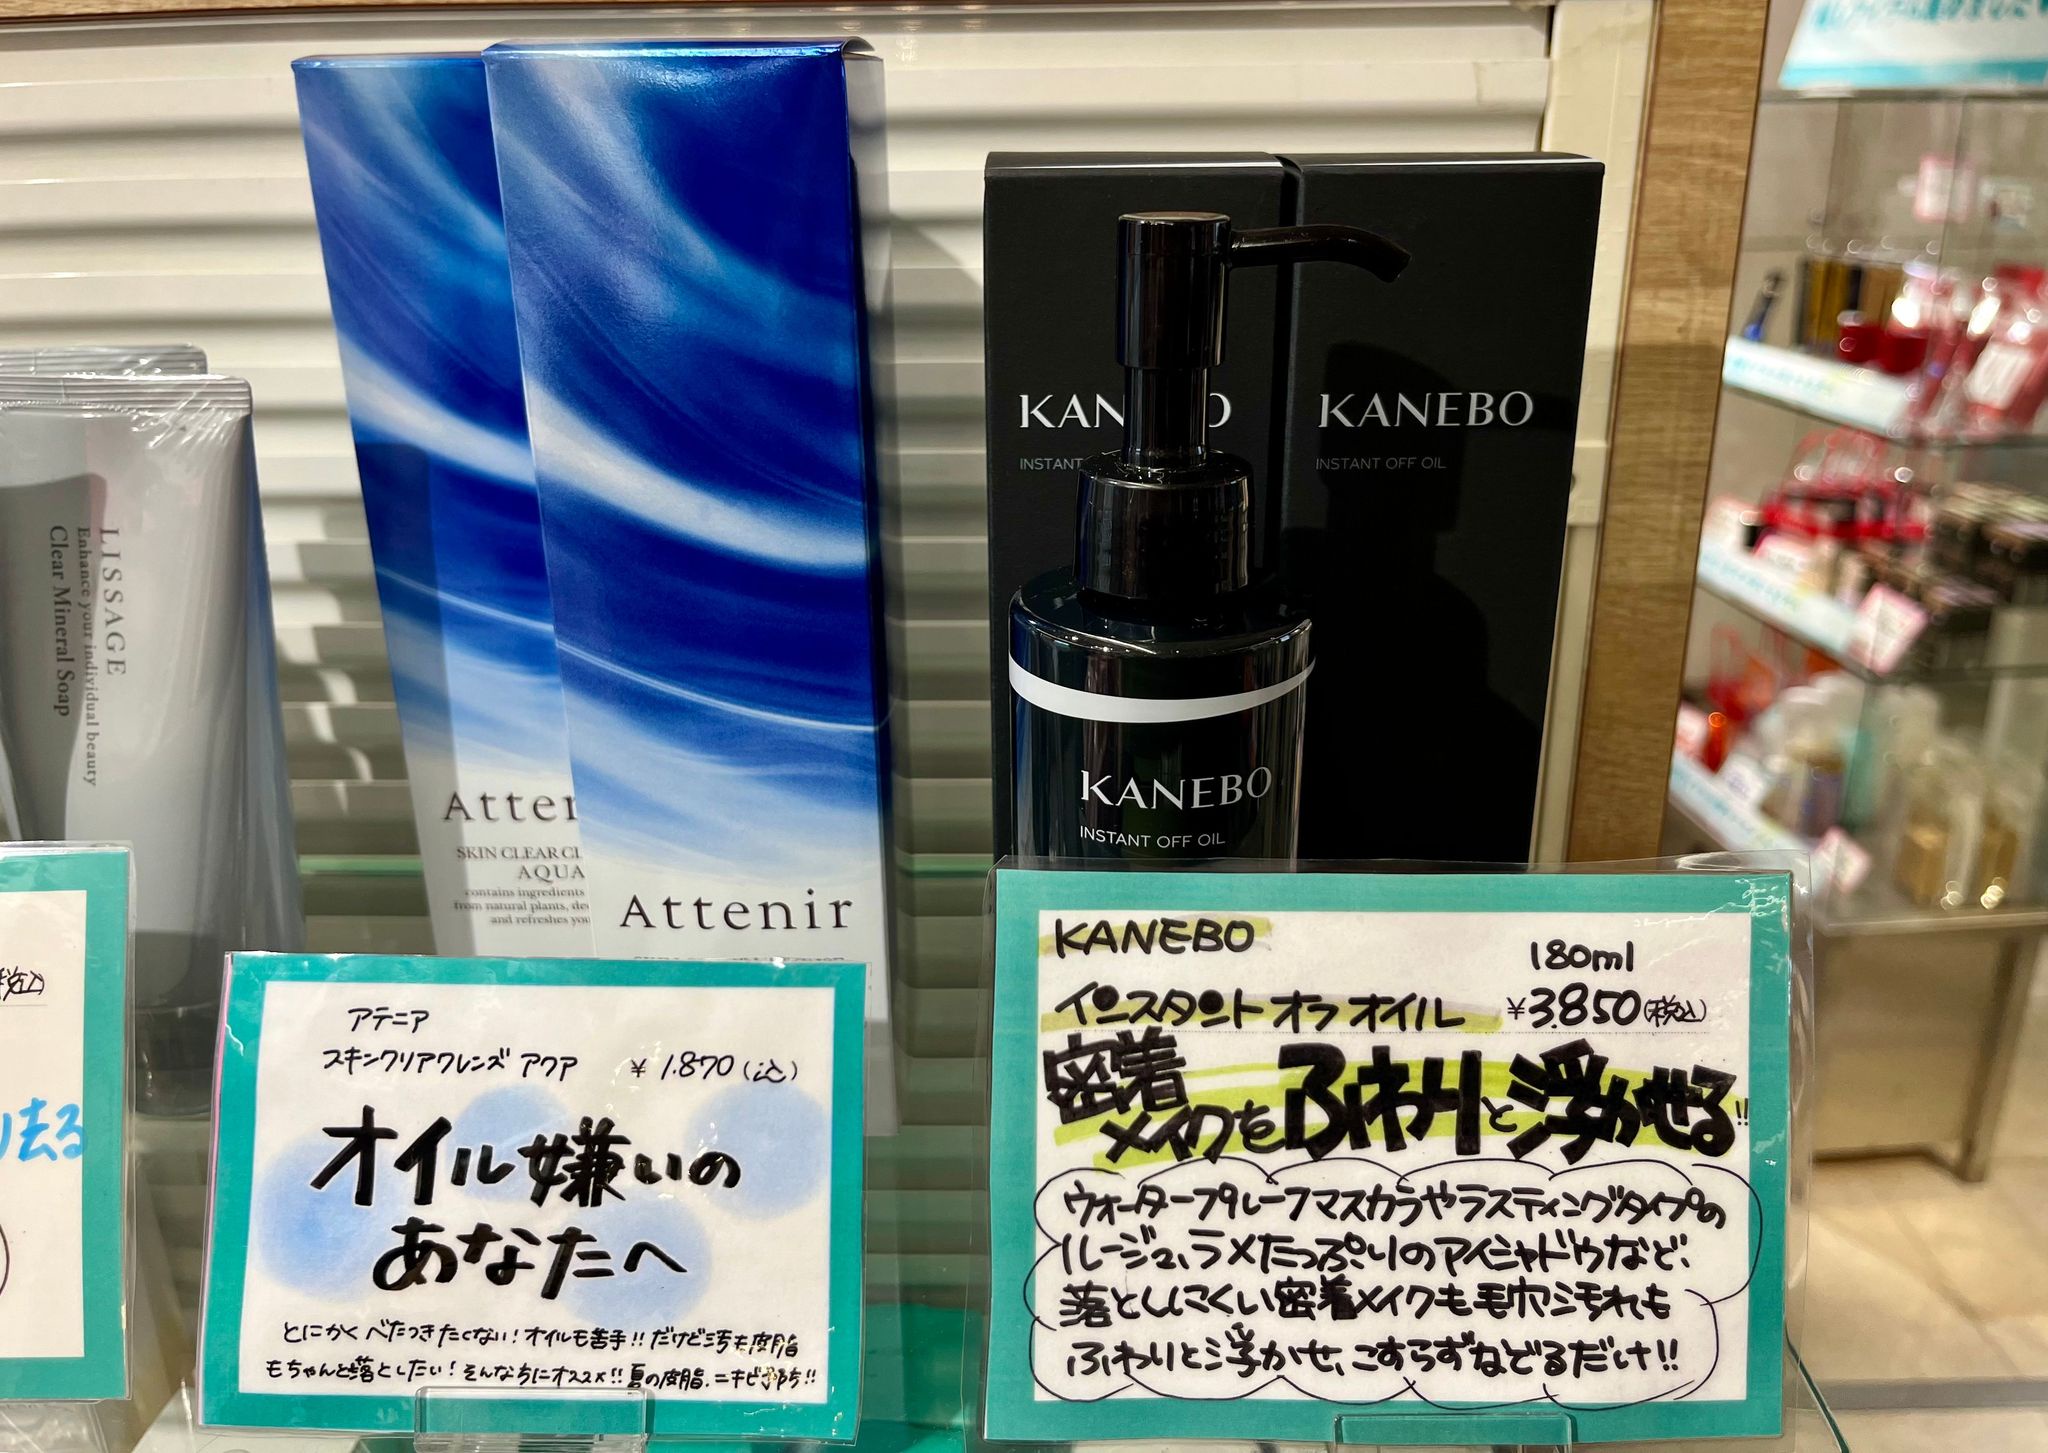 LISSAGE
Enhance your individual beauty
Clear Mineral Soap
Atten
SKIN CLEAR CL
AQUA
contains ingredients
from natural plants, de
and refreshes you
Attenir
KANEBO
INSTANT
KANEBO
INSTANT OFF OIL
KANEBO
INSTANT OFF OIL
税込)
去る
アテニア
スキンクリアクレンズ アクア ¥1.870(込)
オイル嫌いの
あなたへ
とにかくべたつきたくない!オイルも苦手!!だけど汚も皮脂
もちゃんと落としたい!そんな方にオススメ!!夏の皮脂、ニキビ予防も!!
KANEBO
180ml
インスタント オフ オイル ¥3.850(税込)
密着
メイクをふわりと浮かせる!!
ウォータープルーフマスカラやラスティングタイプの
ルージュ、ラメたっぷりのアイシャドウなど、
落としにくい密着メイクも毛穴汚れも
ふわりと浮かせ、こすらずなどるだけ!!